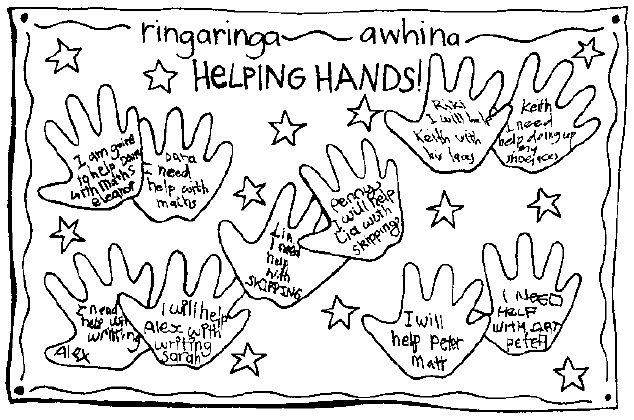 ringaringa awhina
HELPING HANDS!
I am going
to help Dara
with maths
eleanor
Dara
I need
help with
maths
Riki
I will help
Keith with
his laces
Keith
I need
help doing up
my
shoelaces
Lia
I need
help
with
SKIPPING
Penny
I will help
Lia with
skipping
I need
help with
writing
Alex
I will help
Alex with
writing
Sarah
I will
help Peter
Matt
I NEED
HELP
WITH ART
peter